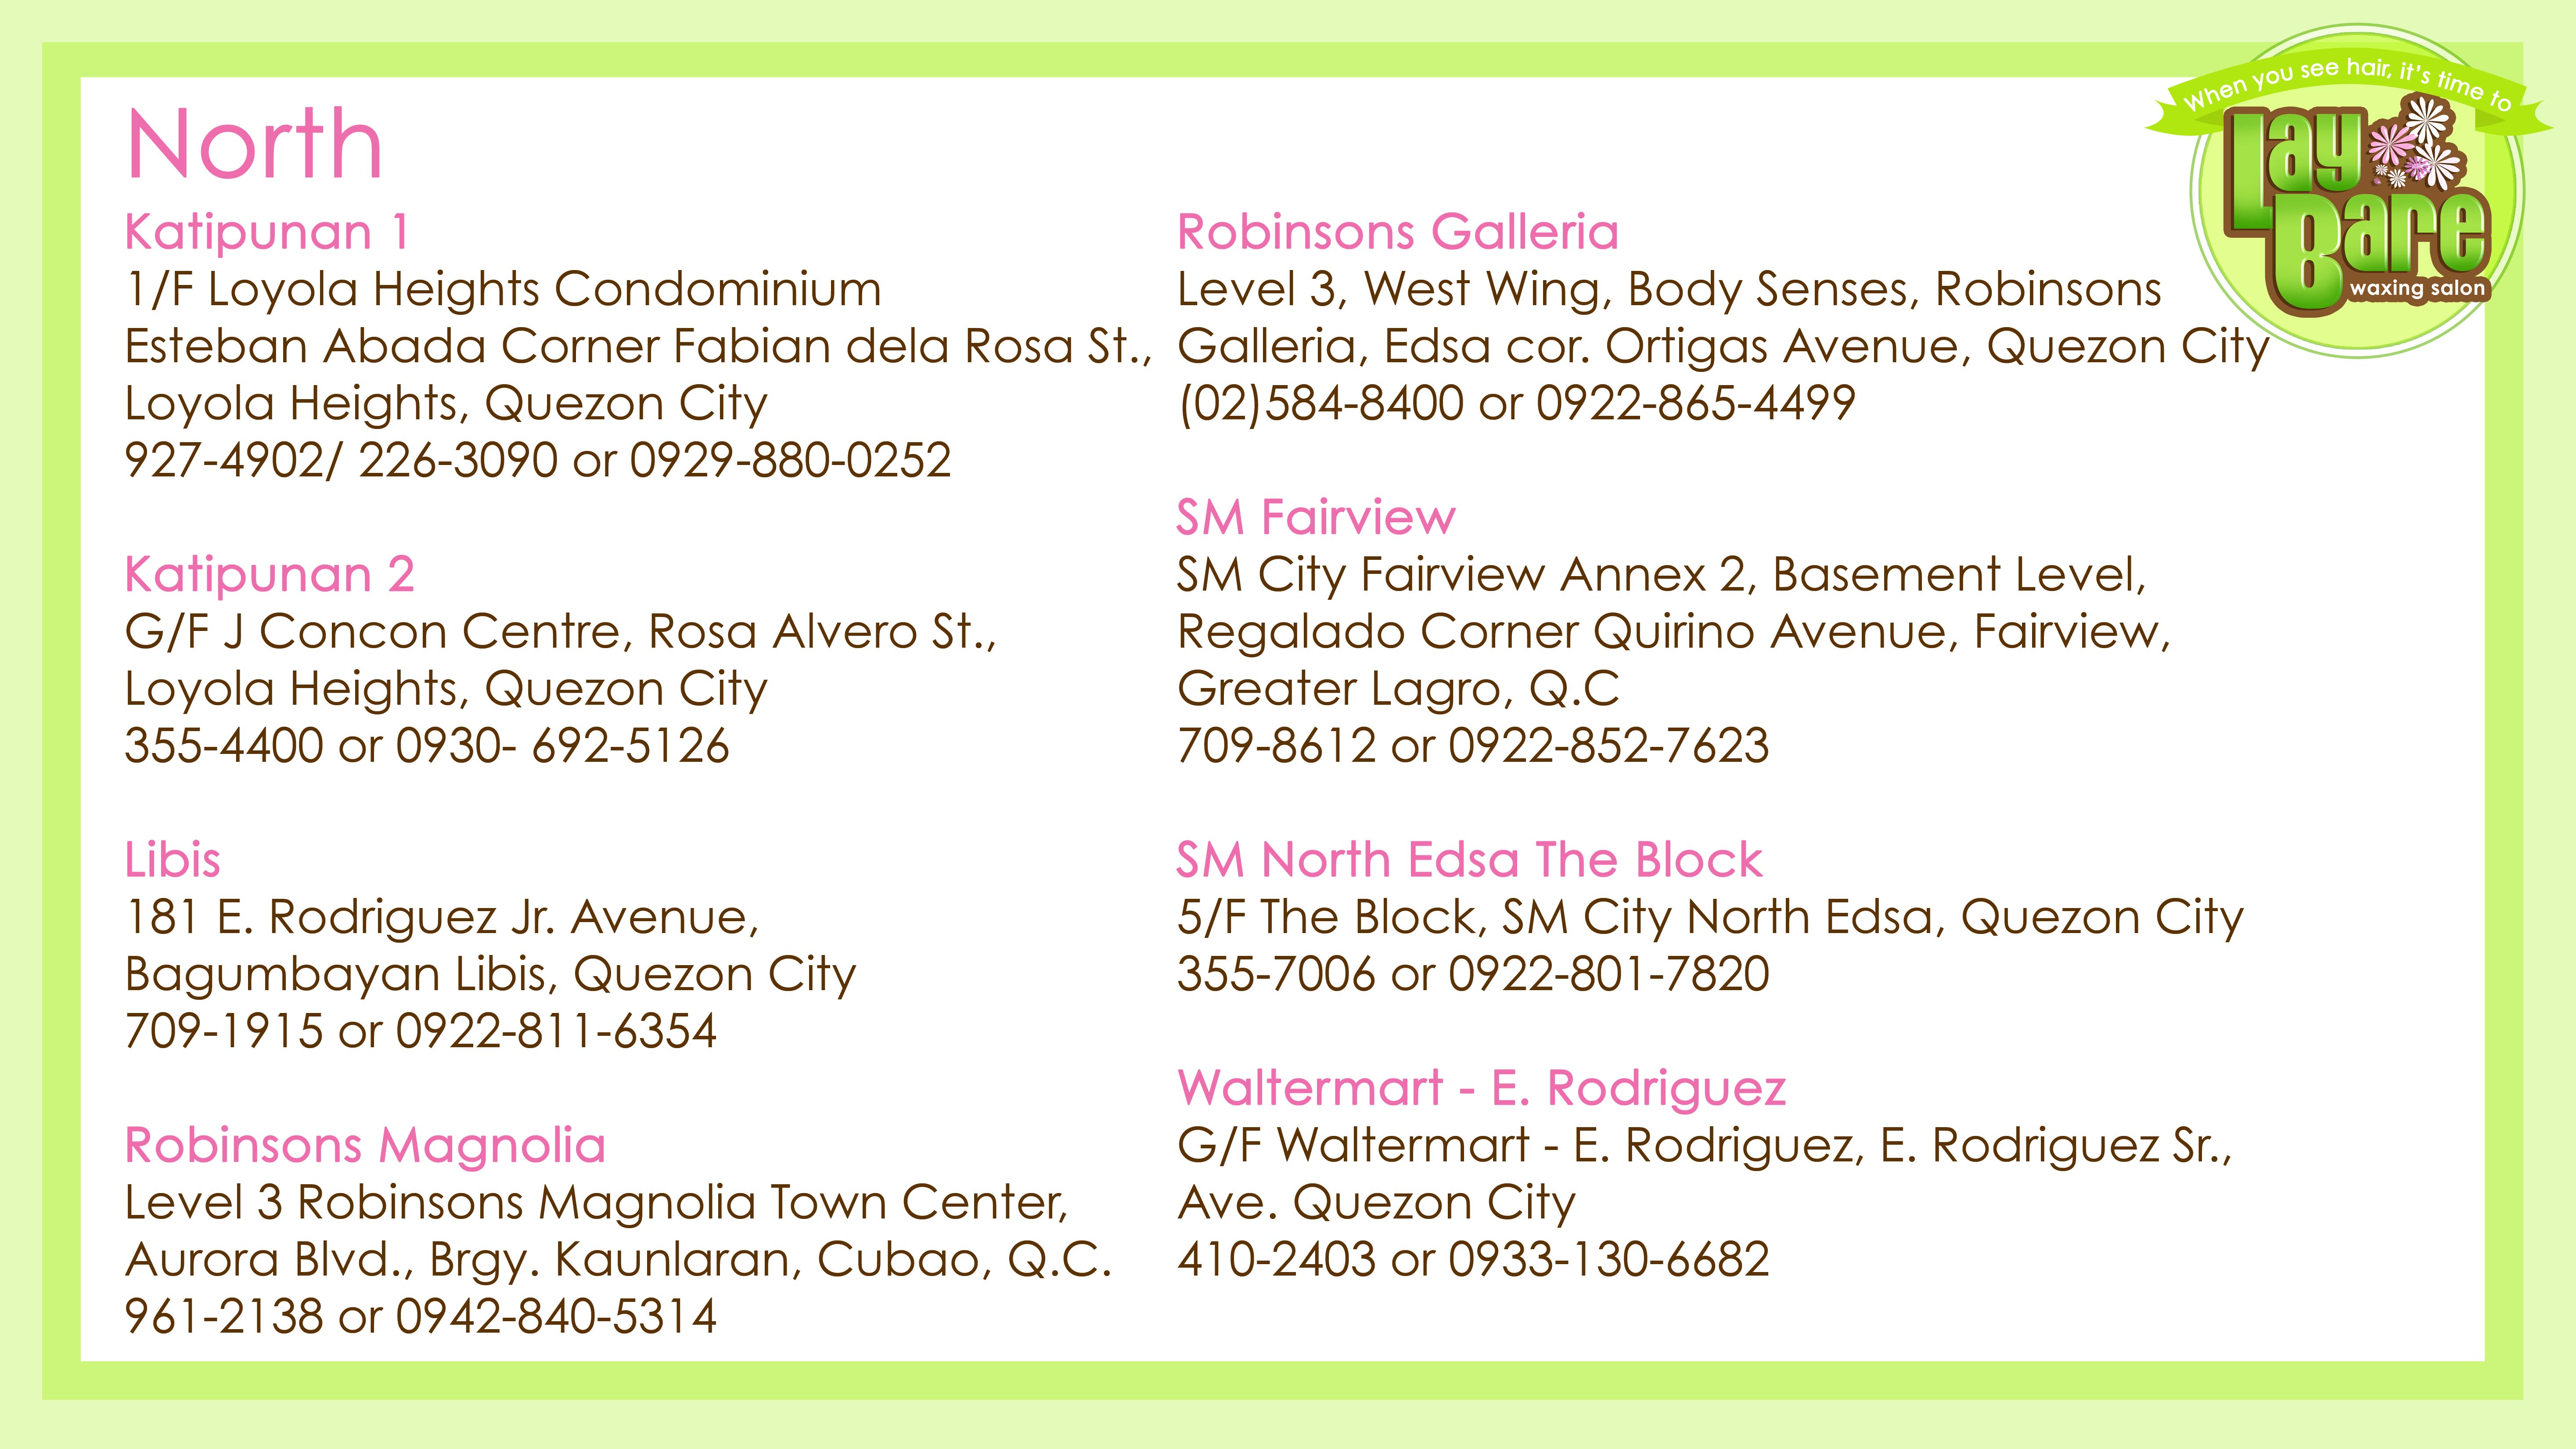 North
Katipunan 1
1/F Loyola Heights Condominium
Esteban Abada Corner Fabian dela Rosa St.,
Loyola Heights, Quezon City
927-4902/ 226-3090 or 0929-880-0252
Katipunan 2
G/F J Concon Centre, Rosa Alvero St.,
Loyola Heights, Quezon City
355-4400 or 0930- 692-5126
Libis
181 E. Rodriguez Jr. Avenue,
Bagumbayan Libis, Quezon City
709-1915 or 0922-811-6354
Robinsons Magnolia
Level 3 Robinsons Magnolia Town Center,
Aurora Blvd., Brgy. Kaunlaran, Cubao, Q.C.
961-2138 or 0942-840-5314
Robinsons Galleria
Level 3, West Wing, Body Senses, Robinsons
Galleria, Edsa cor. Ortigas Avenue, Quezon City
(02)584-8400 or 0922-865-4499
SM Fairview
SM City Fairview Annex 2, Basement Level,
Regalado Corner Quirino Avenue, Fairview,
Greater Lagro, Q.C
709-8612 or 0922-852-7623
SM North Edsa The Block
5/F The Block, SM City North Edsa, Quezon City
355-7006 or 0922-801-7820
Waltermart - E. Rodriguez
G/F Waltermart - E. Rodriguez, E. Rodriguez Sr.,
Ave. Quezon City
410-2403 or 0933-130-6682
When you see hair, it's time to
Lay
Bare
waxing salon